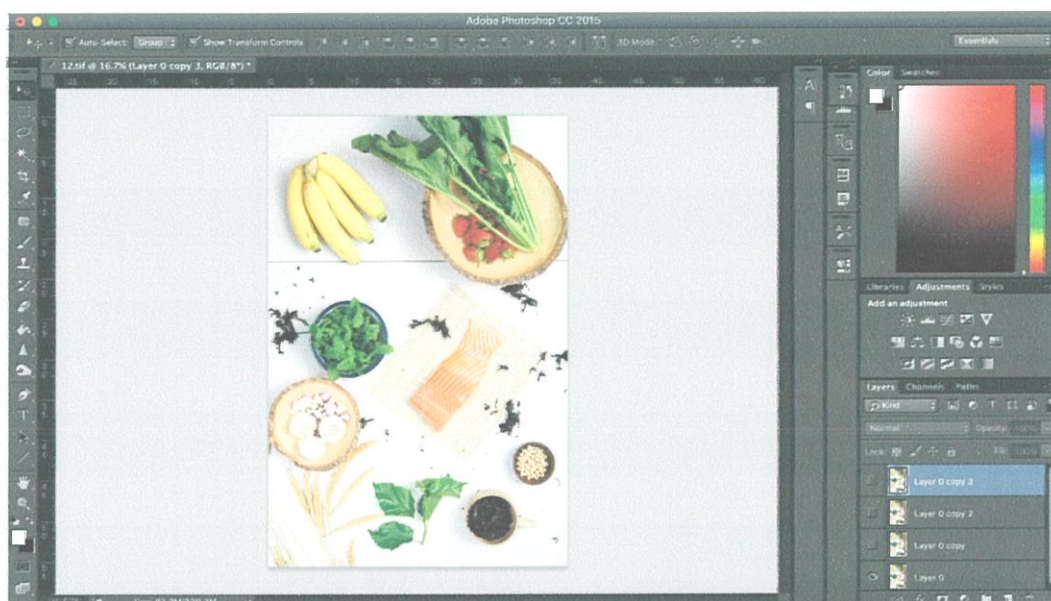 Adobe Photoshop CC 2015
Auto-Select: Group Show Transform Controls 3D Mode: Essentials
12.tif @ 16.7% (Layer 0 copy 3, RGB/8*) *
Color Swatches
Libraries Adjustments Styles
Add an adjustment
Layers Channels Paths
Kind
Normal Opacity:
Lock: Fill:
Layer 0 copy 3
Layer 0 copy 2
Layer 0 copy
Layer 0